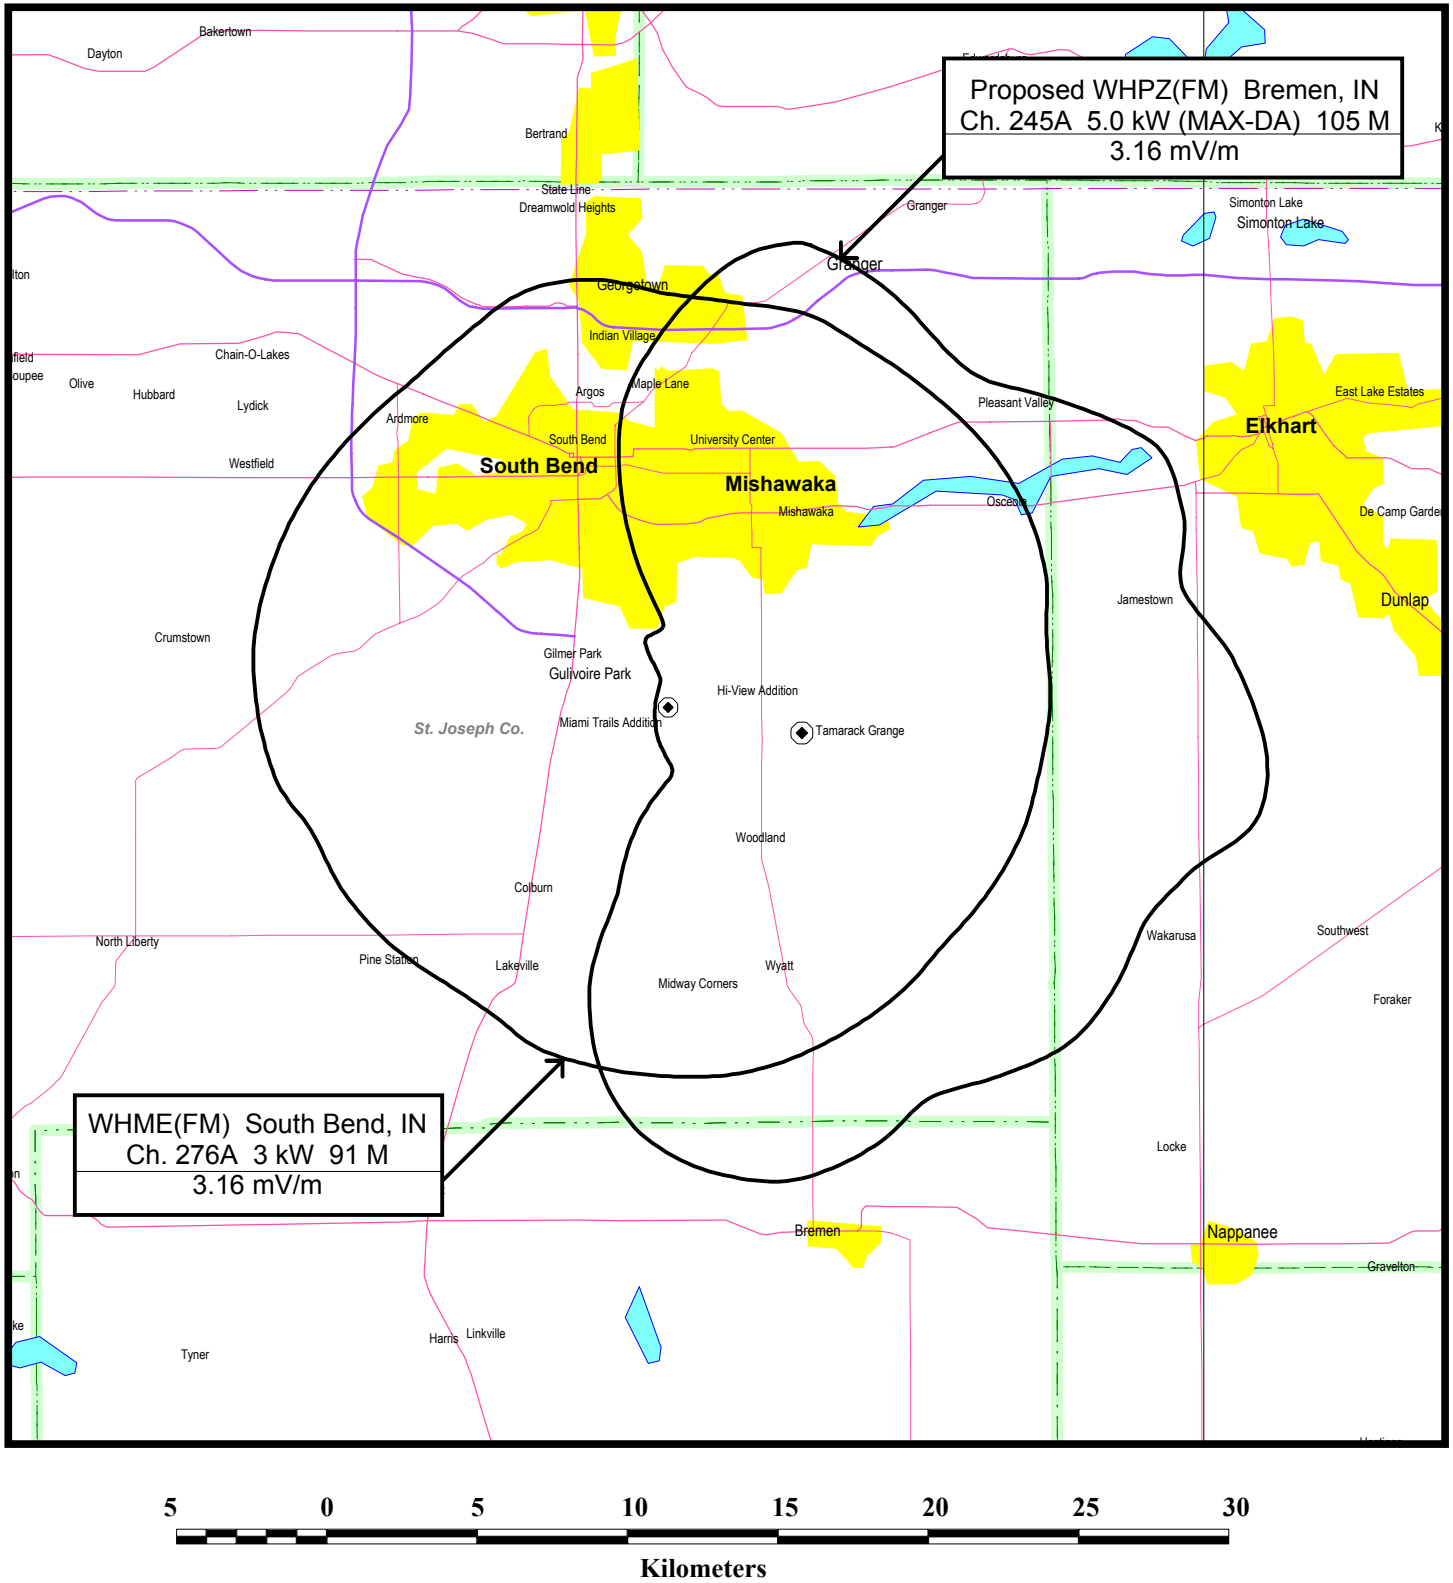 Bakertown
Dayton
Proposed WHPZ(FM) Bremen, IN
Ch. 245A 5.0 kW (MAX-DA) 105 M
3.16 mV/m
Bertrand
State Line
Dreamwold Heights
Granger
Simonton Lake
Simonton Lake
lton
Granger
Georgetown
Indian Village
Chain-O-Lakes
field
oupee
Olive
Hubbard
Lydick
Argos
Maple Lane
Ardmore
Pleasant Valley
East Lake Estates
Elkhart
South Bend
University Center
Westfield
South Bend
Mishawaka
Mishawaka
Osceola
De Camp Garde
Jamestown
Dunlap
Crumstown
Gilmer Park
Gulivoire Park
Hi-View Addition
St. Joseph Co.
Miami Trails Addition
Tamarack Grange
Woodland
Colburn
North Liberty
Pine Station
Lakeville
Wyatt
Midway Corners
Wakarusa
Southwest
Foraker
WHME(FM) South Bend, IN
Ch. 276A 3 kW 91 M
3.16 mV/m
Locke
on
Bremen
Nappanee
Gravelton
ke
Tyner
Harris
Linkville
5 0 5 10 15 20 25 30
Kilometers